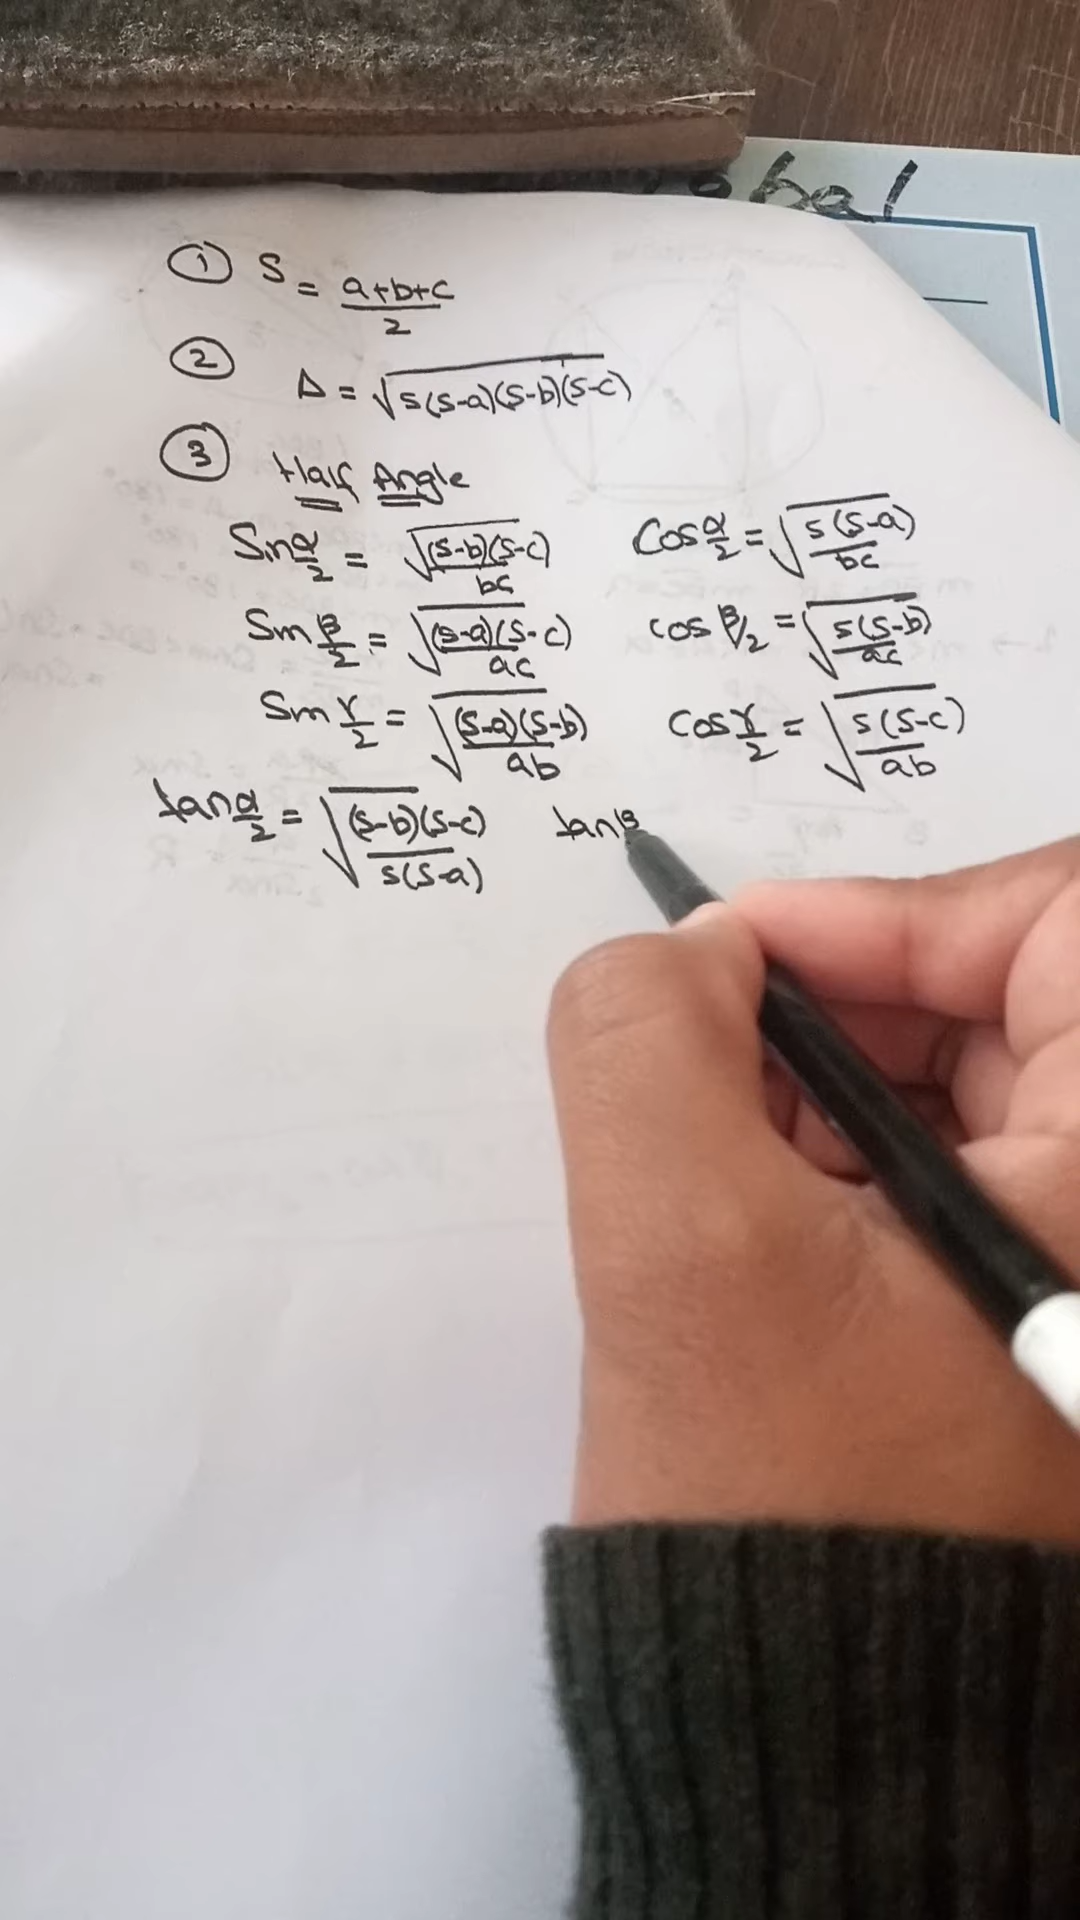 ① S = a+b+c/2
② Δ = √s(s-a)(s-b)(s-c)
③ Half Angle
Sin α/2 = √(s-b)(s-c)/bc Cos α/2 = √s(s-a)/bc
Sin β/2 = √(s-a)(s-c)/ac cos β/2 = √s(s-b)/ac
Sin γ/2 = √(s-a)(s-b)/ab Cos γ/2 = √s(s-c)/ab
tan α/2 = √(s-b)(s-c)/s(s-a) tan β